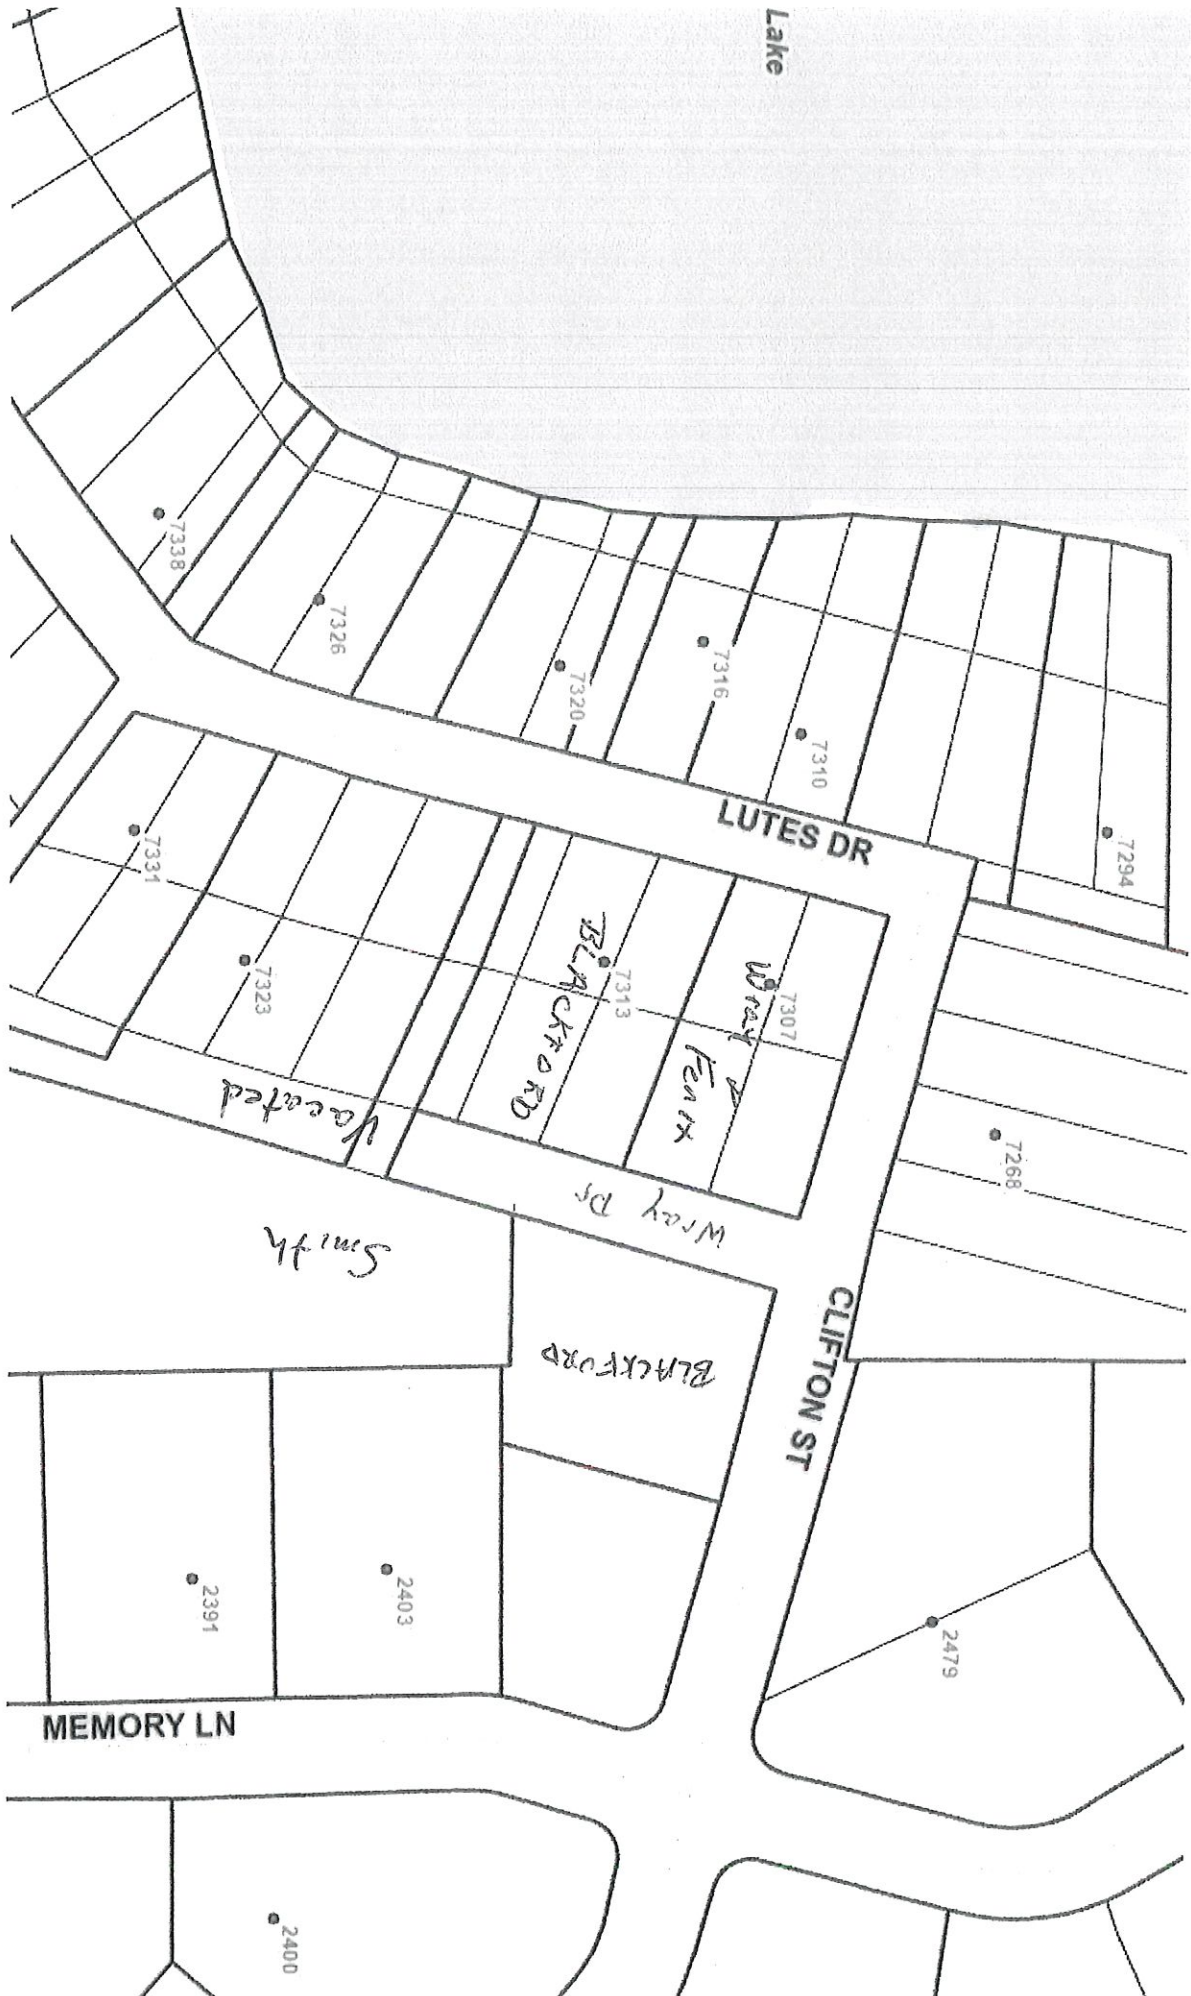 Lake
7338
7326
7320
7316
7310
LUTES DR
7294
7331
7323
7313
BLACKFORD
7307
Wray &
Fenix
7268
Vacated
Wray Dr
Smith
BLACKFORD
CLIFTON ST
2391
2403
2479
MEMORY LN
2400